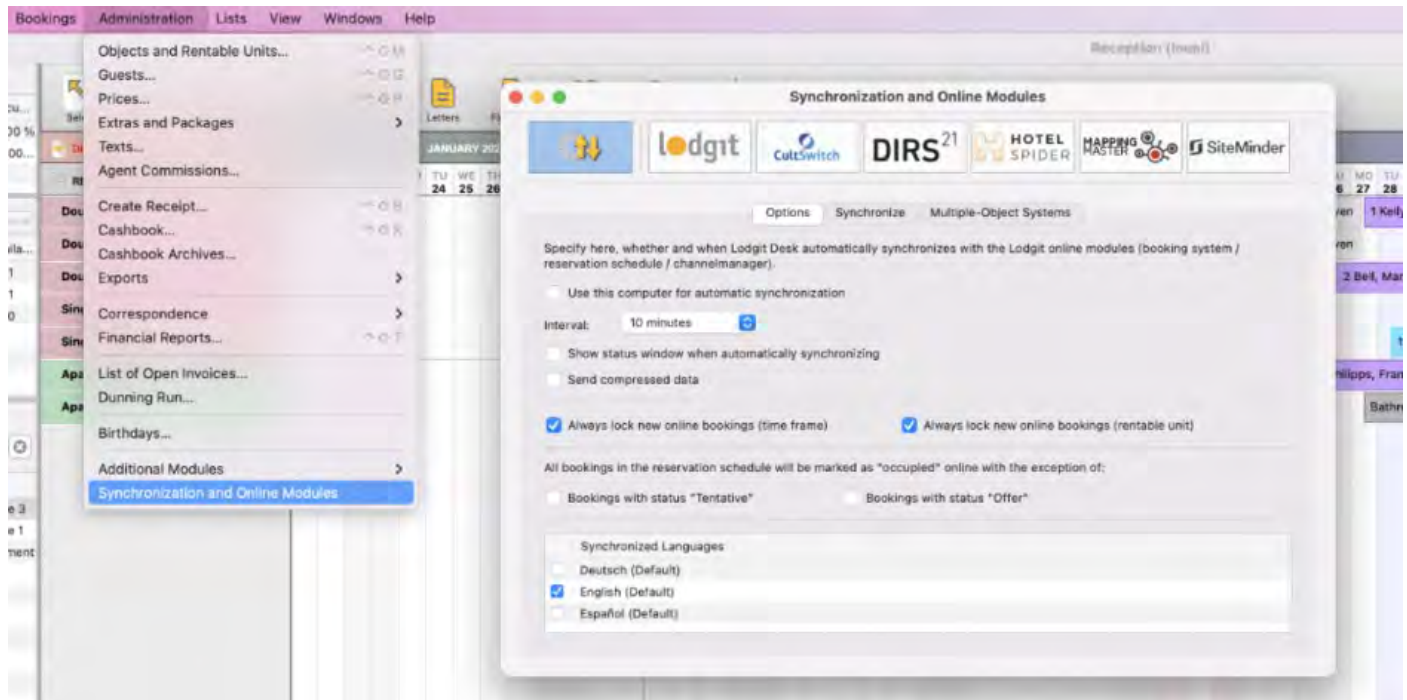 Bookings Administration Lists View Windows Help
Objects and Rentable Units...
Guests...
Prices...
Extras and Packages
Texts...
Agent Commissions...
Create Receipt...
Cashbook...
Cashbook Archives...
Exports
Correspondence
Financial Reports...
List of Open Invoices...
Dunning Run...
Birthdays...
Additional Modules
Synchronization and Online Modules
Reception
Letters
JANUARY
TU WE
24 25 26
Synchronization and Online Modules
lodgit
CultSwitch
DIRS21
HOTEL
SPIDER
MAPPING
MASTER
SiteMinder
Options Synchronize Multiple-Object Systems
Specify here, whether and when Lodgit Desk automatically synchronizes with the Lodgit online modules (booking system /
reservation schedule / channelmanager).
Use this computer for automatic synchronization
Interval: 10 minutes
Show status window when automatically synchronizing
Send compressed data
Always lock new online bookings (time frame) Always lock new online bookings (rentable unit)
All bookings in the reservation schedule will be marked as "occupied" online with the exception of:
Bookings with status "Tentative" Bookings with status "Offer"
Synchronized Languages
Deutsch (Default)
English (Default)
Español (Default)
MO TU
27 28
2 Bell, Mar